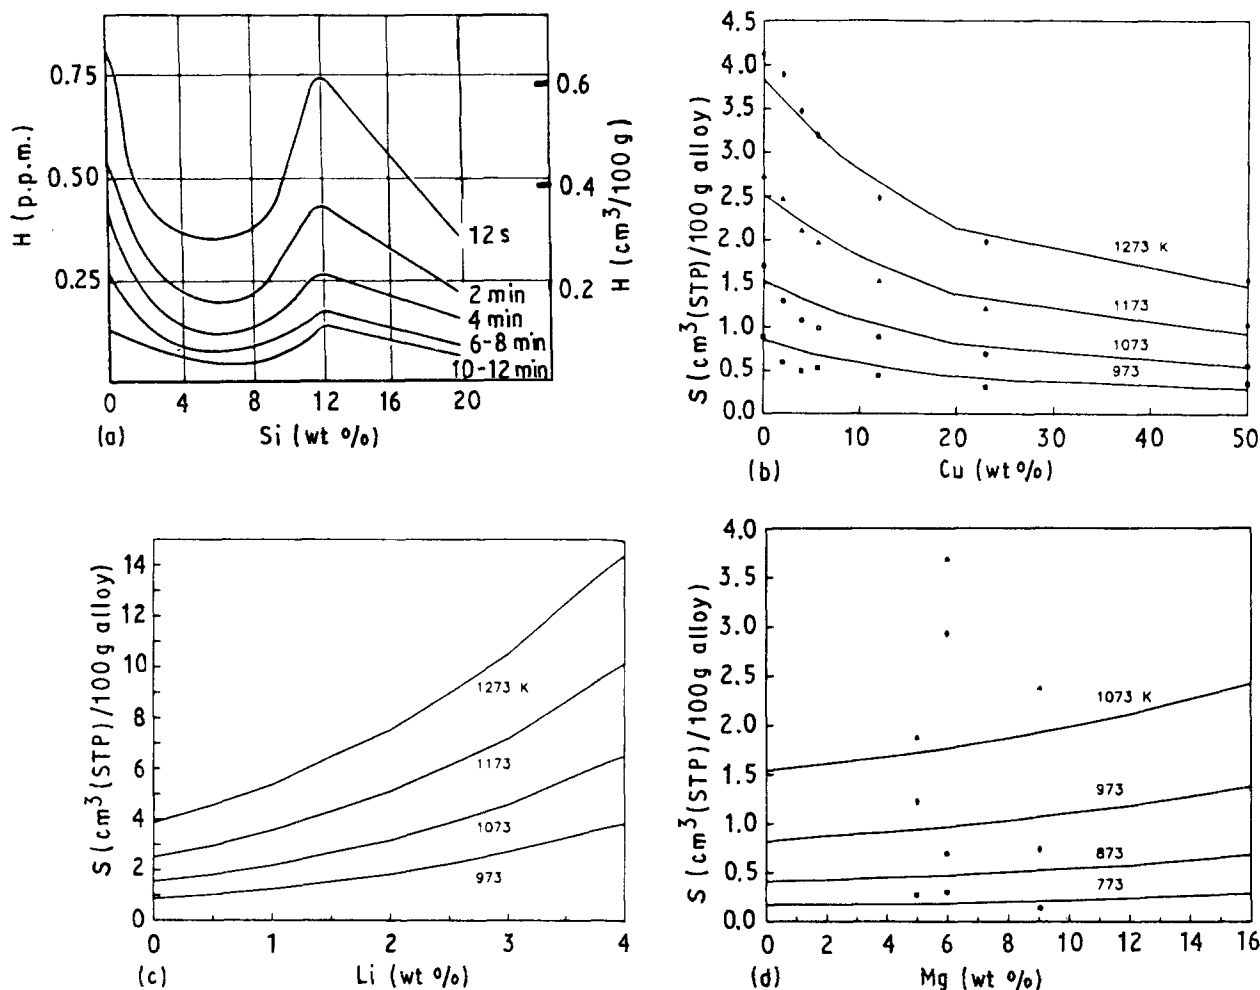 H (p.p.m.)
0.75
0.50
0.25
0.6
0.4
0.2
H (cm³/100g)
12 s
2 min
4 min
6-8 min
10-12 min
0 4 8 12 16 20
(a) Si (wt %)
S (cm³(STP)/100g alloy)
4.5
4.0
3.5
3.0
2.5
2.0
1.5
1.0
0.5
0.0
1273 K
1173
1073
973
0 10 20 30 40 50
(b) Cu (wt%)
S (cm³(STP)/100g alloy)
14
12
10
8
6
4
2
0
1273 K
1173
1073
973
0 1 2 3 4
(c) Li (wt %)
S (cm³(STP)/100g alloy)
4.0
3.5
3.0
2.5
2.0
1.5
1.0
0.5
0.0
1073 K
973
873
773
0 2 4 6 8 10 12 14 16
(d) Mg (wt %)